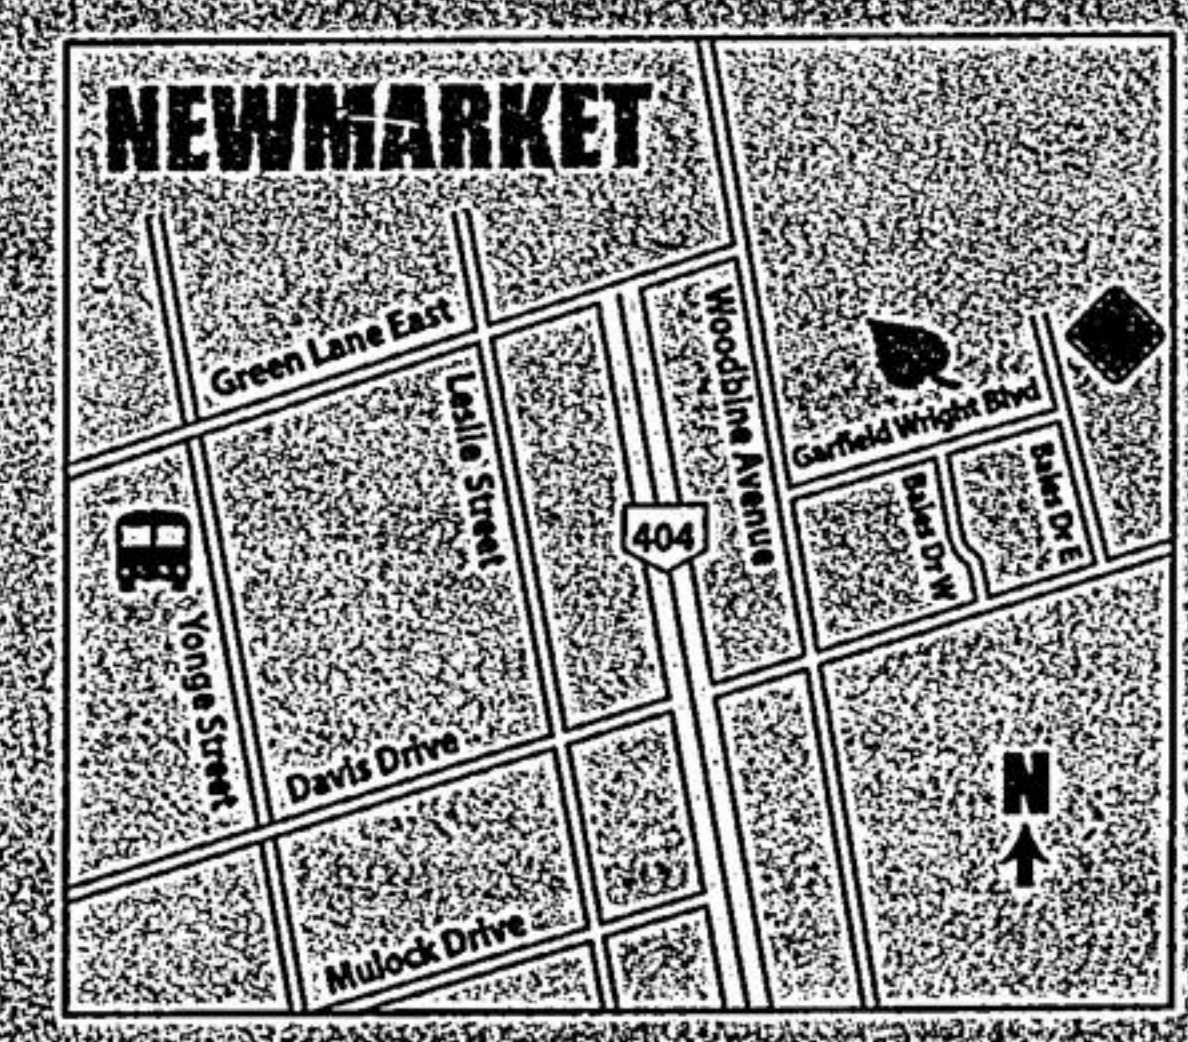 NEWMARKET
Green Lane East
Leslie Street
Woodbine Avenue
Garfield Wright Blvd
Bales Dr W
Bales Dr E
404
Yonge Street
Davis Drive
Mulock Drive
N